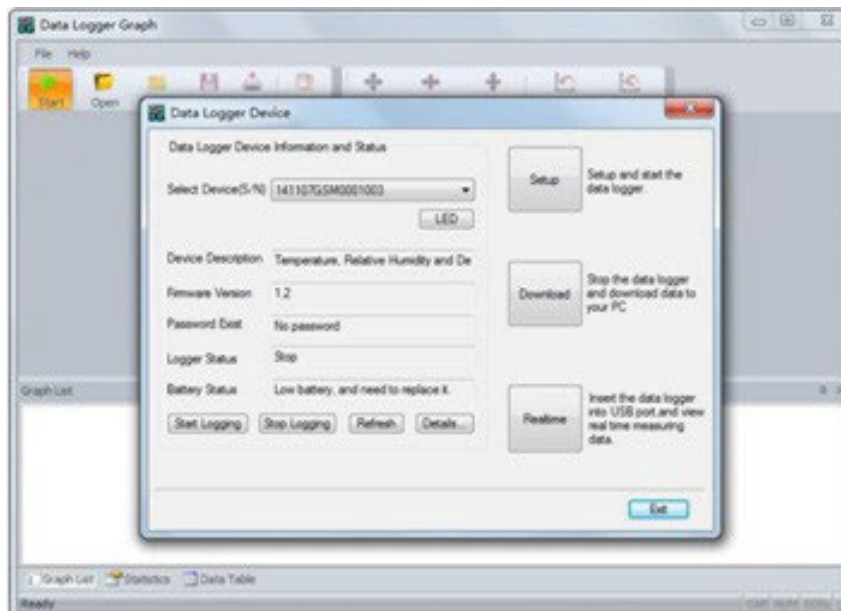 Data Logger Graph
File Help
Start Open
Data Logger Device
Data Logger Device Information and Status
Select Device(S/N) 141107GSM0001003
LED
Device Description Temperature, Relative Humidity and De
Firmware Version 1.2
Password Exist No password
Logger Status Stop
Battery Status Low battery, and need to replace it.
Start Logging Stop Logging Refresh Details...
Setup Setup and start the
data logger.
Download Stop the data logger
and download data to
your PC
Realtime Insert the data logger
into USB port,and view
real time measuring
data.
Exit
Graph List
Graph List Statistics Data Table
Ready
CAP NUM SCRL